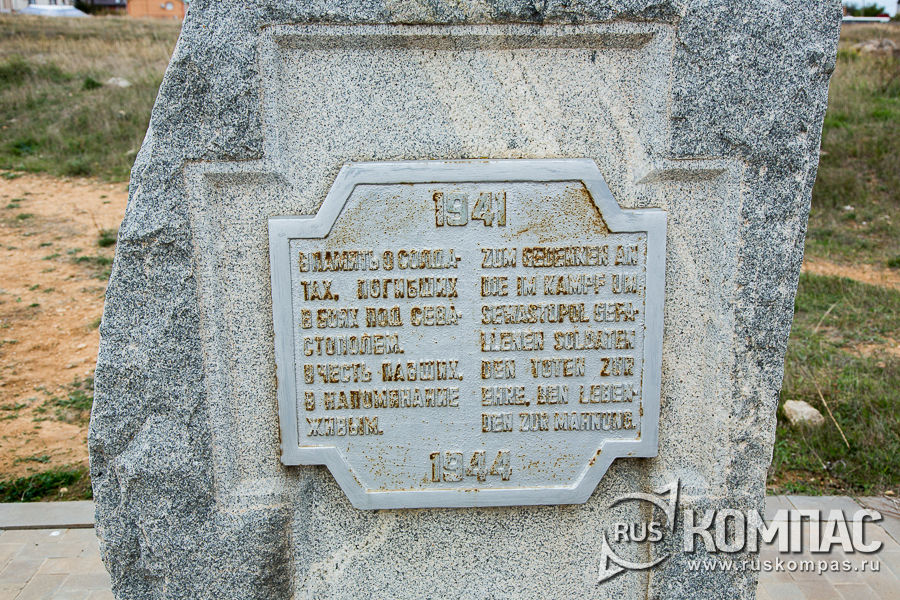 1941
В ПАМЯТЬ О СОЛДА-
ТАХ, ПОГИБШИХ
В БОЯХ ПОД СЕВА-
СТОПОЛЕМ.
В ЧЕСТЬ ПАВШИХ,
В НАПОМИНАНИЕ
ЖИВЫМ.
ZUM GEDENKEN AN
DIE IM KAMPF UM
SEWASTOPOL GEFA-
LLENEN SOLDATEN
DEN TOTEN ZUR
EHRE, DEN LEBEN-
DEN ZUR MAHNUNG.
1944
RUS КОМПАС
www.ruskompas.ru